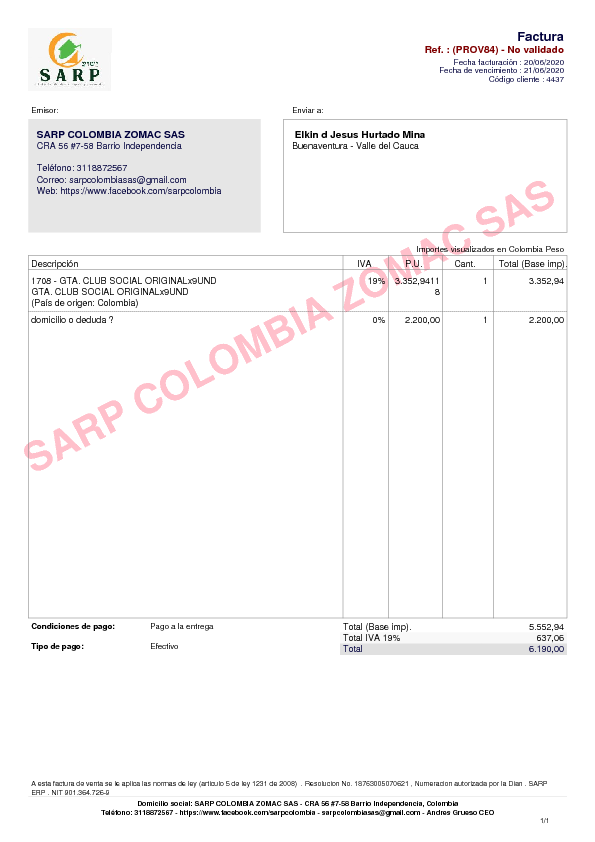 SARP
Factura
Ref. : (PROV84) - No validado
Fecha facturación : 20/06/2020
Fecha de vencimiento : 21/06/2020
Código cliente : 4437
Emisor:
Enviar a:
SARP COLOMBIA ZOMAC SAS
CRA 56 #7-58 Barrio Independencia
Teléfono: 3118872567
Correo: sarpcolombiasas@gmail.com
Web: https://www.facebook.com/sarpcolombia
Elkin d Jesus Hurtado Mina
Buenaventura - Valle del Cauca
SARP COLOMBIA ZOMAC SAS
Importes visualizados en Colombia Peso
Descripción IVA P.U. Cant. Total (Base imp).
1708 - GTA. CLUB SOCIAL ORIGINALx9UND 19% 3.352,9411 1 3.352,94
GTA. CLUB SOCIAL ORIGINALx9UND 8
(País de origen: Colombia)
domicilio o deduda ? 0% 2.200,00 1 2.200,00
Condiciones de pago: Pago a la entrega Total (Base imp). 5.552,94
Total IVA 19% 637,06
Tipo de pago: Efectivo Total 6.190,00
A esta factura de venta se le aplica las normas de ley (artículo 5 de ley 1231 de 2008) . Resolucion No. 18763005070621 , Numeracion autorizada por la Dian . SARP
ERP . NIT 901.364.726-9
Domicilio social: SARP COLOMBIA ZOMAC SAS - CRA 56 #7-58 Barrio Independencia, Colombia
Teléfono: 3118872567 - https://www.facebook.com/sarpcolombia - sarpcolombiasas@gmail.com - Andres Grueso CEO
1/1